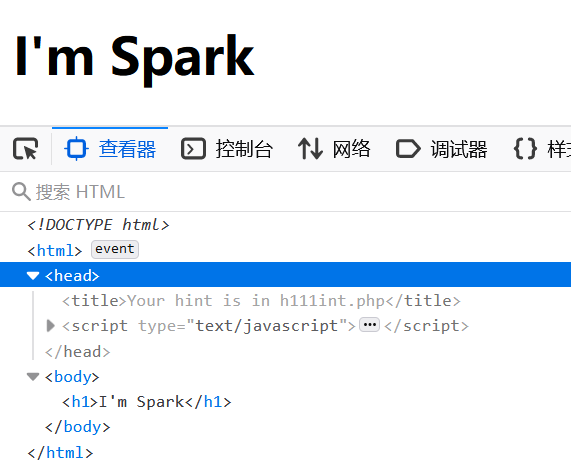 I'm Spark
查看器 控制台 网络 调试器 {} 样式
搜索 HTML
<!DOCTYPE html>
<html> event
<head>
<title>Your hint is in h111int.php</title>
<script type="text/javascript"> ••• </script>
</head>
<body>
<h1>I'm Spark</h1>
</body>
</html>